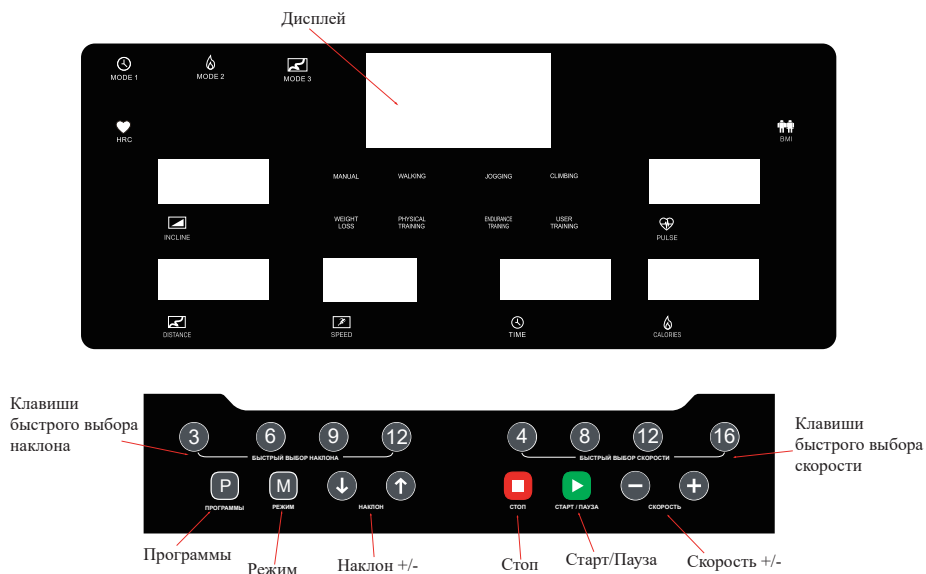 Дисплей
MODE 1
MODE 2
MODE 3
HRC
BMI
MANUAL WALKING JOGGING CLIMBING
WEIGHT LOSS
PHYSICAL TRAINING
ENDURANCE TRAINING
USER TRAINING
INCLINE
PULSE
DISTANCE
SPEED
TIME
CALORIES
Клавиши
быстрого выбора
наклона
3 6 9 12
БЫСТРЫЙ ВЫБОР НАКЛОНА
4 8 12 16
БЫСТРЫЙ ВЫБОР СКОРОСТИ
Клавиши
быстрого выбора
скорости
P
M
ПРОГРАММЫ
РЕЖИМ
НАКЛОН
СТОП
СТАРТ / ПАУЗА
СКОРОСТЬ
Программы
Режим
Наклон +/-
Стоп
Старт/Пауза
Скорость +/-